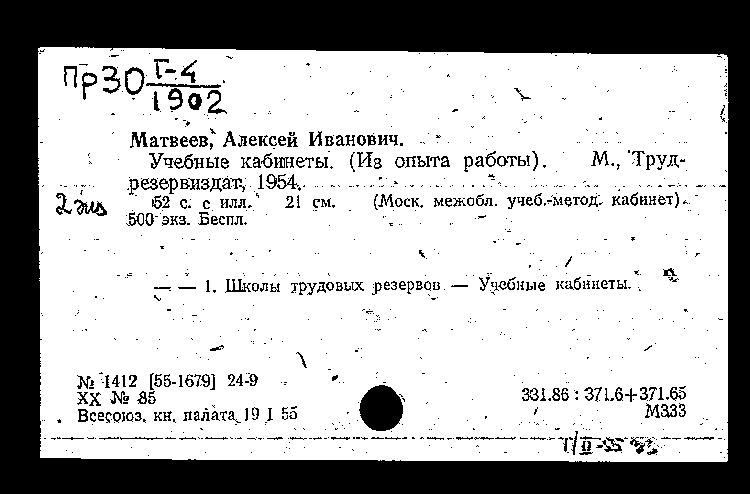 Пр30 Г-4
1902
Матвеев, Алексей Иванович.
Учебные кабинеты. (Из опыта работы). М., Труд-
резервиздат, 1954.
52 с. с илл. 21 см. (Моск. межобл. учеб.-метод. кабинет).
2 экз
500 экз. Беспл.
— — 1. Школы трудовых резервов — Учебные кабинеты.
№ 1412 [55-1679] 24-9
XX № 85
331.86 : 371.6+371.65
Всесоюз. кн. палата 19 I 55
М333